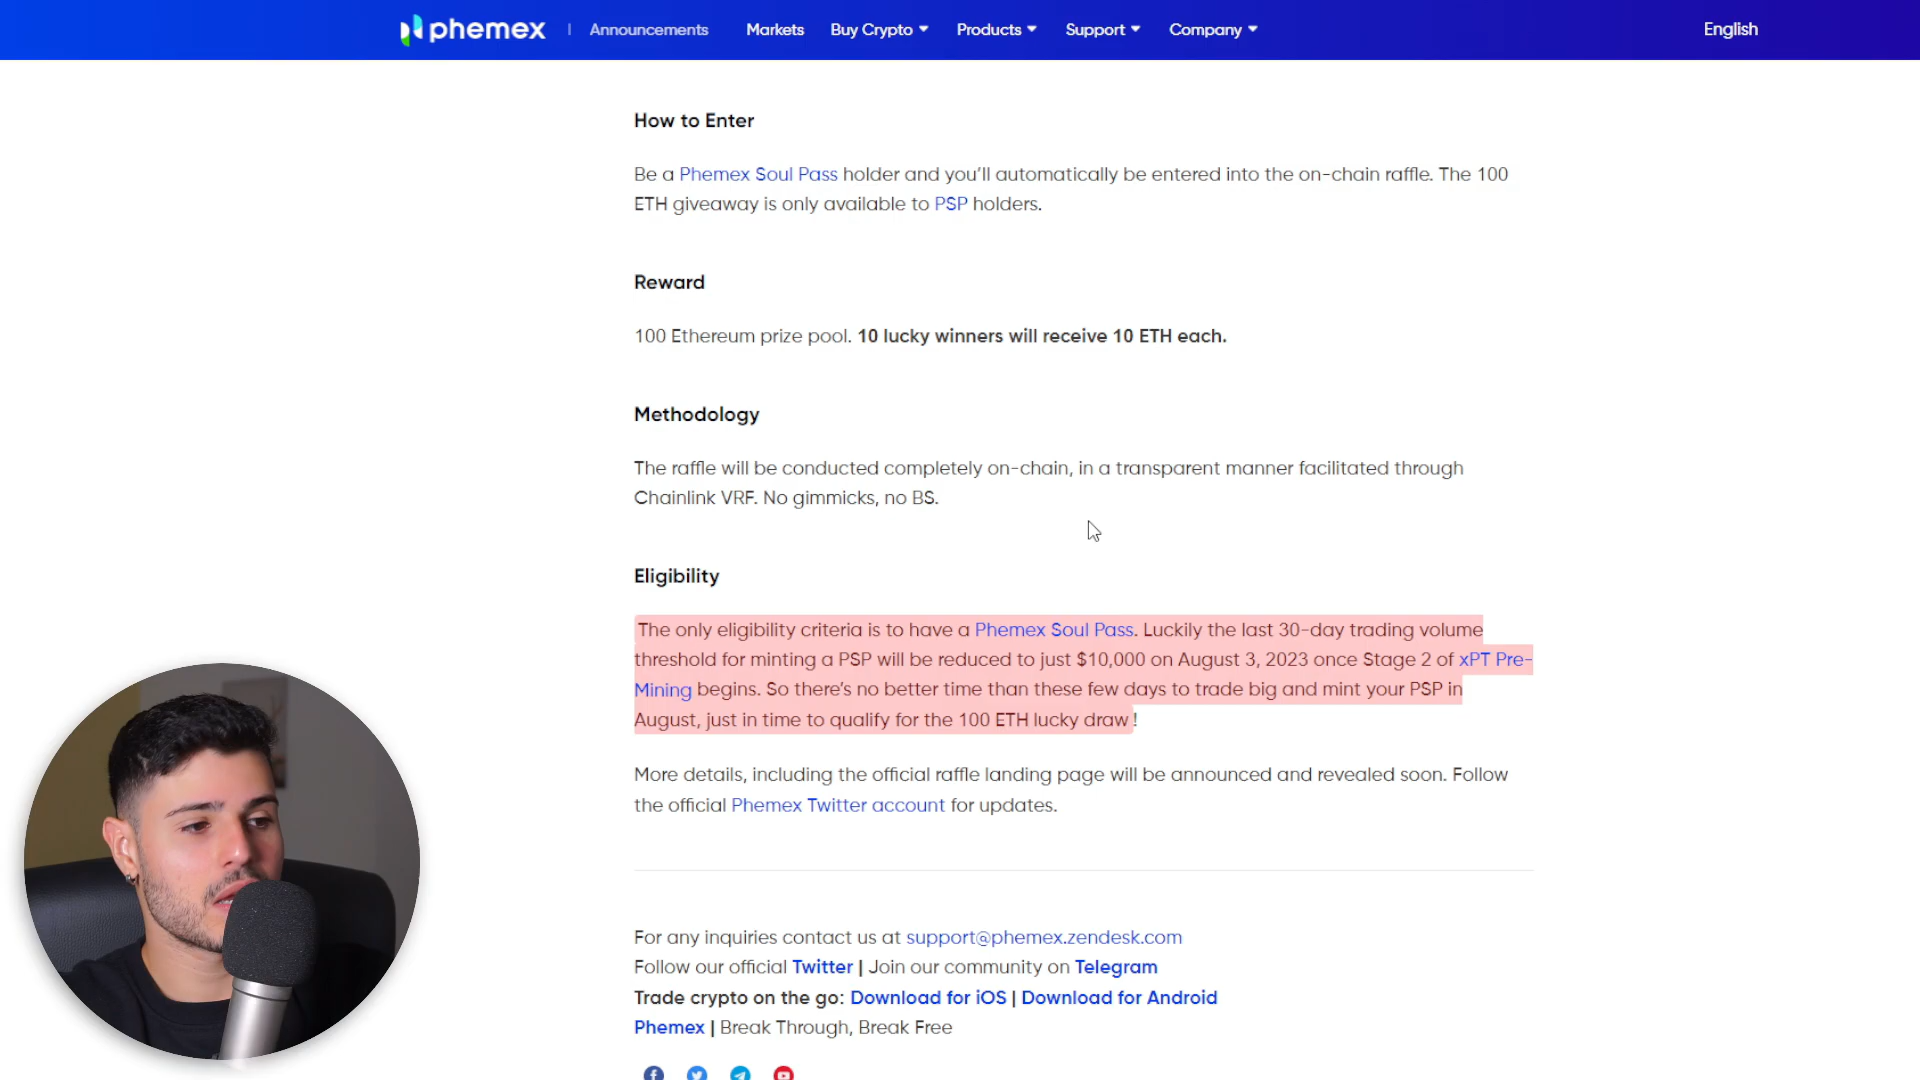 phemex | Announcements Markets Buy Crypto Products Support Company English
How to Enter
Be a Phemex Soul Pass holder and you'll automatically be entered into the on-chain raffle. The 100
ETH giveaway is only available to PSP holders.
Reward
100 Ethereum prize pool. 10 lucky winners will receive 10 ETH each.
Methodology
The raffle will be conducted completely on-chain, in a transparent manner facilitated through
Chainlink VRF. No gimmicks, no BS.
Eligibility
The only eligibility criteria is to have a Phemex Soul Pass. Luckily the last 30-day trading volume
threshold for minting a PSP will be reduced to just $10,000 on August 3, 2023 once Stage 2 of xPT Pre-
Mining begins. So there's no better time than these few days to trade big and mint your PSP in
August, just in time to qualify for the 100 ETH lucky draw!
More details, including the official raffle landing page will be announced and revealed soon. Follow
the official Phemex Twitter account for updates.
For any inquiries contact us at support@phemex.zendesk.com
Follow our official Twitter | Join our community on Telegram
Trade crypto on the go: Download for iOS | Download for Android
Phemex | Break Through, Break Free